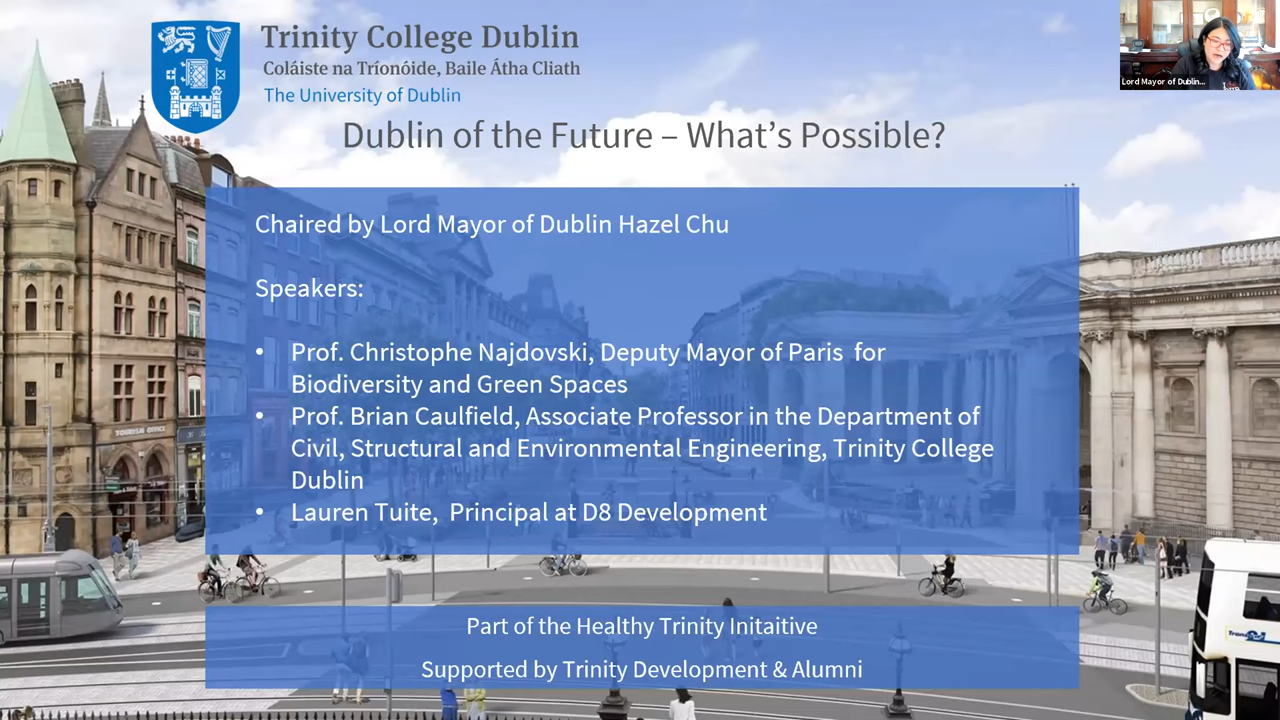 Trinity College Dublin
Coláiste na Tríonóide, Baile Átha Cliath
The University of Dublin
Lord Mayor of Dublin...
Dublin of the Future – What's Possible?
Chaired by Lord Mayor of Dublin Hazel Chu
Speakers:
• Prof. Christophe Najdovski, Deputy Mayor of Paris for
Biodiversity and Green Spaces
• Prof. Brian Caulfield, Associate Professor in the Department of
Civil, Structural and Environmental Engineering, Trinity College
Dublin
• Lauren Tuite, Principal at D8 Development
TOURISM OFFICE
Part of the Healthy Trinity Initaitive
Supported by Trinity Development & Alumni